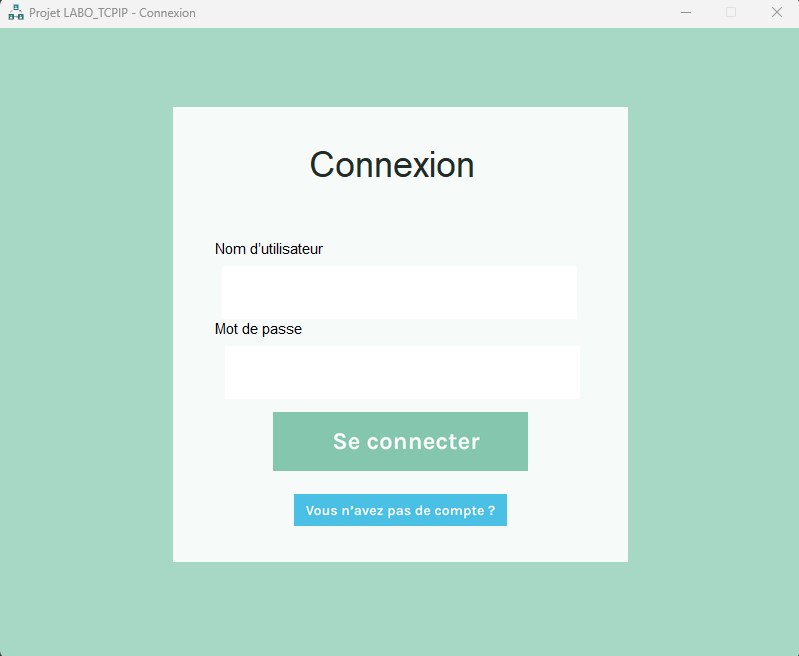 Projet LABO_TCPIP - Connexion
Connexion
Nom d’utilisateur
Mot de passe
Se connecter
Vous n’avez pas de compte ?